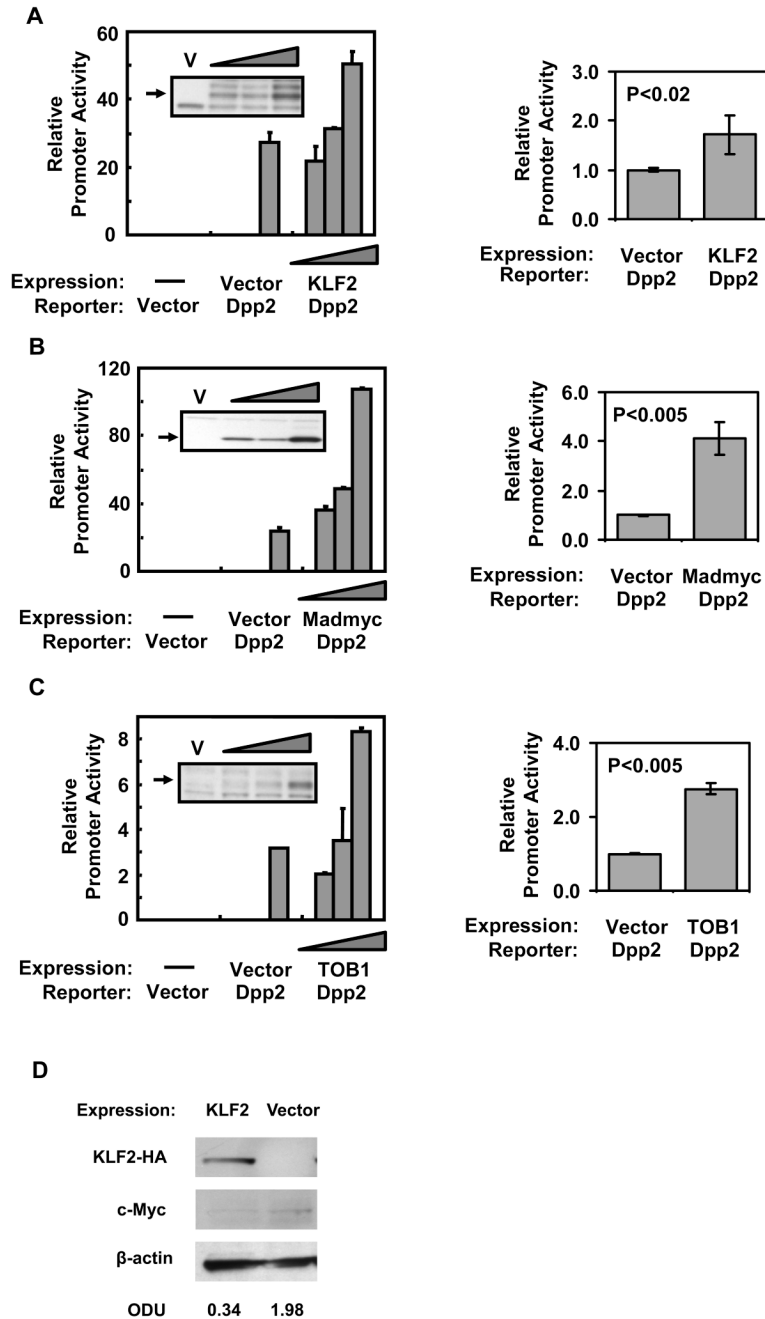 A
60
40
20
0
Relative
Promoter Activity
V
Expression: — Vector KLF2
Reporter: Vector Dpp2 Dpp2
3.0
2.0
1.0
0.0
Relative
Promoter Activity
P<0.02
Expression: Vector KLF2
Reporter: Dpp2 Dpp2
B
120
80
40
0
Relative
Promoter Activity
V
Expression: — Vector Madmyc
Reporter: Vector Dpp2 Dpp2
6.0
4.0
2.0
0.0
Relative
Promoter Activity
P<0.005
Expression: Vector Madmyc
Reporter: Dpp2 Dpp2
C
8
6
4
2
0
Relative
Promoter Activity
V
Expression: — Vector TOB1
Reporter: Vector Dpp2 Dpp2
4.0
2.0
0.0
Relative
Promoter Activity
P<0.005
Expression: Vector TOB1
Reporter: Dpp2 Dpp2
D
Expression: KLF2 Vector
KLF2-HA
c-Myc
β-actin
ODU 0.34 1.98